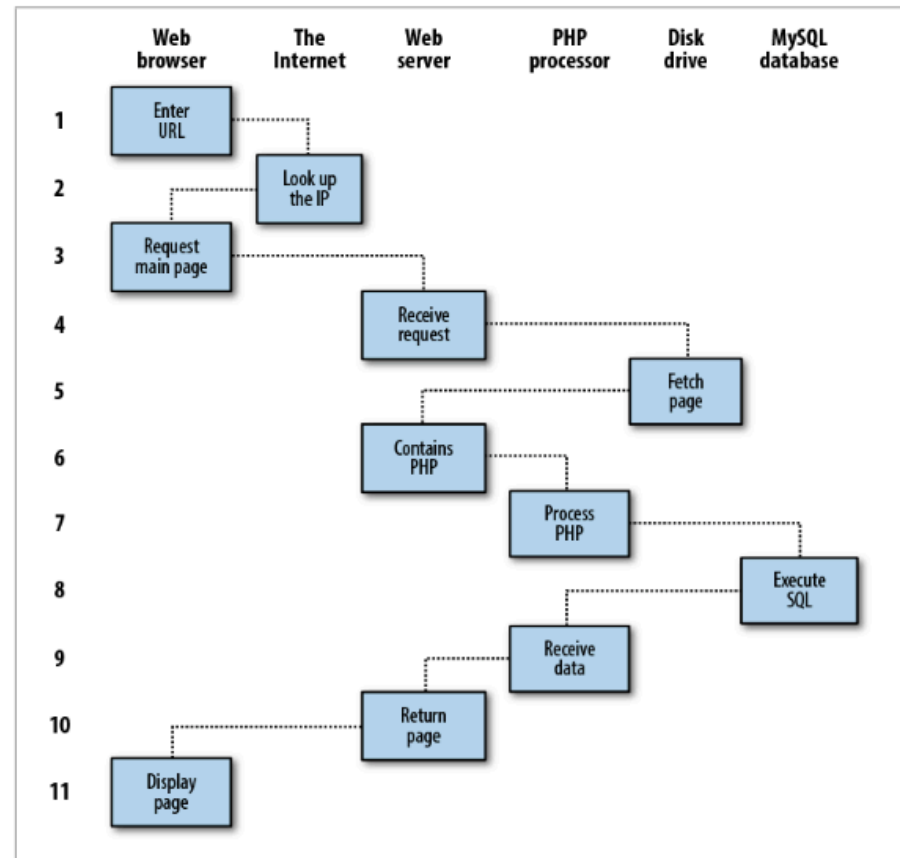 Web
browser
The
Internet
Web
server
PHP
processor
Disk
drive
MySQL
database
1
Enter
URL
2
Look up
the IP
3
Request
main page
4
Receive
request
5
Fetch
page
6
Contains
PHP
7
Process
PHP
8
Execute
SQL
9
Receive
data
10
Return
page
11
Display
page